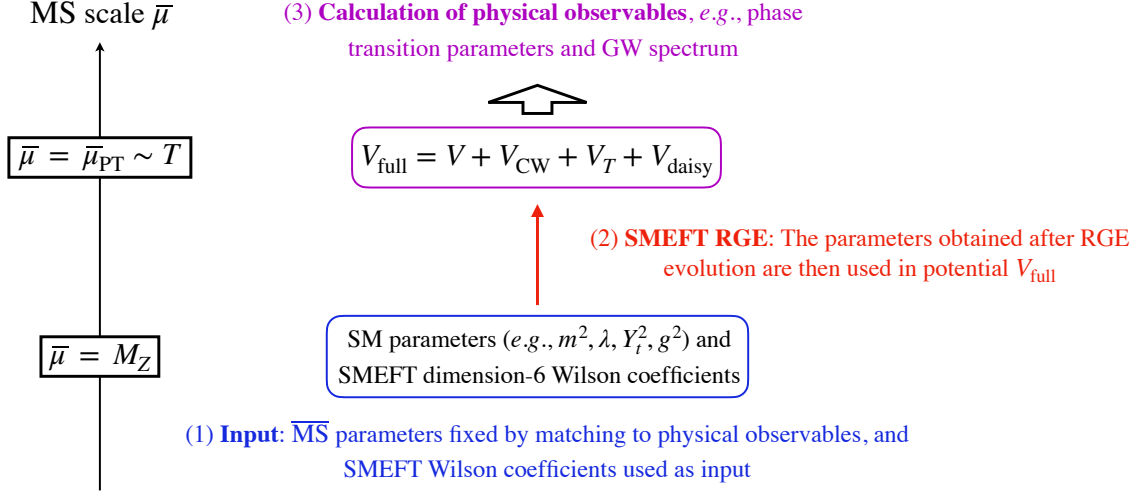 MS scale μ̅
(3) Calculation of physical observables, e.g., phase
transition parameters and GW spectrum
μ̅ = μ̅_PT ∼ T
V_full = V + V_CW + V_T + V_daisy
(2) SMEFT RGE: The parameters obtained after RGE
evolution are then used in potential V_full
μ̅ = M_Z
SM parameters (e.g., m², λ, Y_t², g²) and
SMEFT dimension-6 Wilson coefficients
(1) Input: M̅S̅ parameters fixed by matching to physical observables, and
SMEFT Wilson coefficients used as input